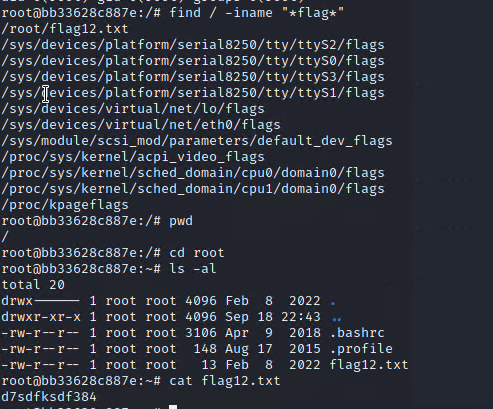 root@bb33628c887e:/# find / -iname "*flag*"
/root/flag12.txt
/sys/devices/platform/serial8250/tty/ttyS2/flags
/sys/devices/platform/serial8250/tty/ttyS0/flags
/sys/devices/platform/serial8250/tty/ttyS3/flags
/sys/devices/platform/serial8250/tty/ttyS1/flags
/sys/devices/virtual/net/lo/flags
/sys/devices/virtual/net/eth0/flags
/sys/module/scsi_mod/parameters/default_dev_flags
/proc/sys/kernel/acpi_video_flags
/proc/sys/kernel/sched_domain/cpu0/domain0/flags
/proc/sys/kernel/sched_domain/cpu1/domain0/flags
/proc/kpageflags
root@bb33628c887e:/# pwd
/
root@bb33628c887e:/# cd root
root@bb33628c887e:~# ls -al
total 20
drwx------ 1 root root 4096 Feb  8  2022 .
drwxr-xr-x 1 root root 4096 Sep 18 22:43 ..
-rw-r--r-- 1 root root 3106 Apr  9  2018 .bashrc
-rw-r--r-- 1 root root  148 Aug 17  2015 .profile
-rw-r--r-- 1 root root   13 Feb  8  2022 flag12.txt
root@bb33628c887e:~# cat flag12.txt
d7sdfksdf384